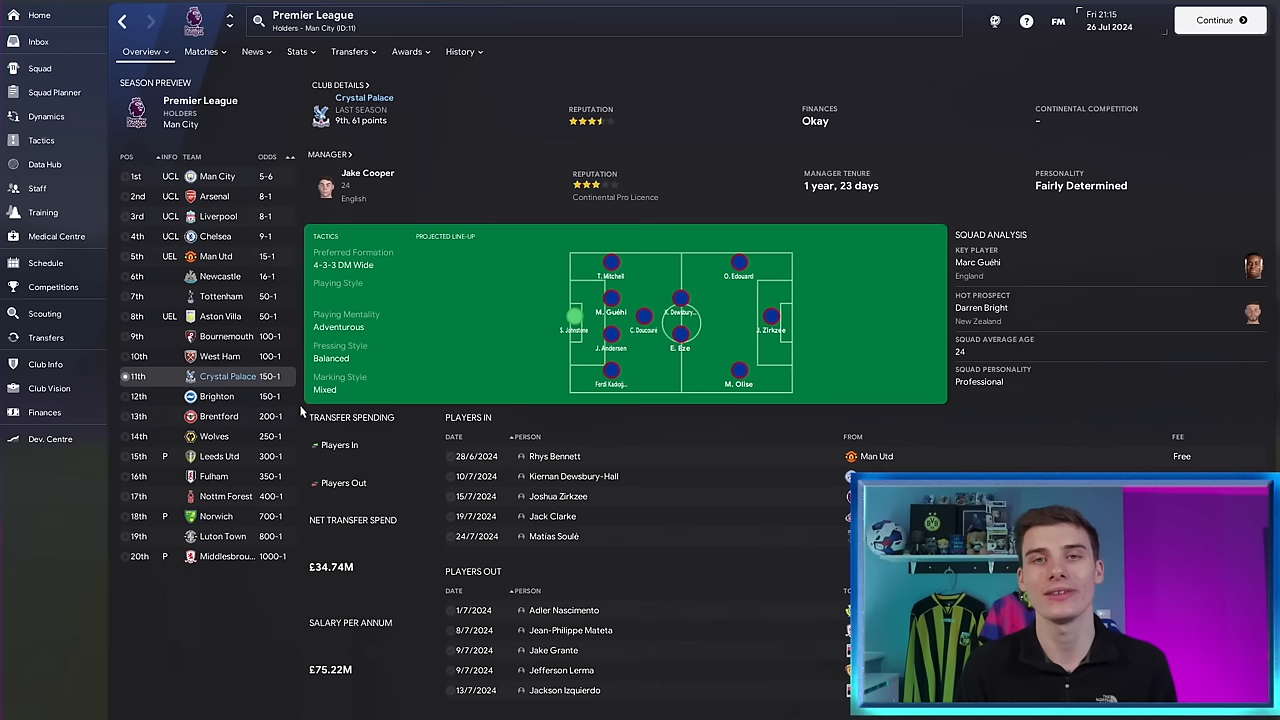 Home
Inbox
Squad
Squad Planner
Dynamics
Tactics
Data Hub
Staff
Training
Medical Centre
Schedule
Competitions
Scouting
Transfers
Club Info
Club Vision
Finances
Dev. Centre
Premier League
Holders - Man City (ID:11)
FM
Fri 21:15
26 Jul 2024
Continue
Overview Matches News Stats Transfers Awards History
SEASON PREVIEW
Premier League
HOLDERS
Man City
POS INFO TEAM ODDS
1st UCL Man City 5-6
2nd UCL Arsenal 8-1
3rd UCL Liverpool 8-1
4th UCL Chelsea 9-1
5th UEL Man Utd 15-1
6th Newcastle 16-1
7th Tottenham 50-1
8th UEL Aston Villa 50-1
9th Bournemouth 100-1
10th West Ham 100-1
11th Crystal Palace 150-1
12th Brighton 150-1
13th Brentford 200-1
14th Wolves 250-1
15th P Leeds Utd 300-1
16th Fulham 350-1
17th Nottm Forest 400-1
18th P Norwich 700-1
19th Luton Town 800-1
20th P Middlesbrou... 1000-1
CLUB DETAILS
Crystal Palace
LAST SEASON
9th, 61 points
REPUTATION
FINANCES
Okay
CONTINENTAL COMPETITION
-
MANAGER
Jake Cooper
24
English
REPUTATION
Continental Pro Licence
MANAGER TENURE
1 year, 23 days
PERSONALITY
Fairly Determined
TACTICS
Preferred Formation
4-3-3 DM Wide
Playing Style
Playing Mentality
Adventurous
Pressing Style
Balanced
Marking Style
Mixed
PROJECTED LINE-UP
T. Mitchell
O. Edouard
M. Guéhi
K. Dewsbury...
S. Johnstone
C. Doucouré
J. Zirkzee
J. Andersen
E. Eze
Ferdi Kadıoğ...
M. Olise
SQUAD ANALYSIS
KEY PLAYER
Marc Guéhi
England
HOT PROSPECT
Darren Bright
New Zealand
SQUAD AVERAGE AGE
24
SQUAD PERSONALITY
Professional
TRANSFER SPENDING
Players In
Players Out
NET TRANSFER SPEND
£34.74M
SALARY PER ANNUM
£75.22M
PLAYERS IN
DATE PERSON FROM FEE
28/6/2024 Rhys Bennett Man Utd Free
10/7/2024 Kiernan Dewsbury-Hall
15/7/2024 Joshua Zirkzee
19/7/2024 Jack Clarke
24/7/2024 Matías Soulé
PLAYERS OUT
DATE PERSON
1/7/2024 Adler Nascimento
8/7/2024 Jean-Philippe Mateta
9/7/2024 Jake Grante
9/7/2024 Jefferson Lerma
13/7/2024 Jackson Izquierdo
BVB